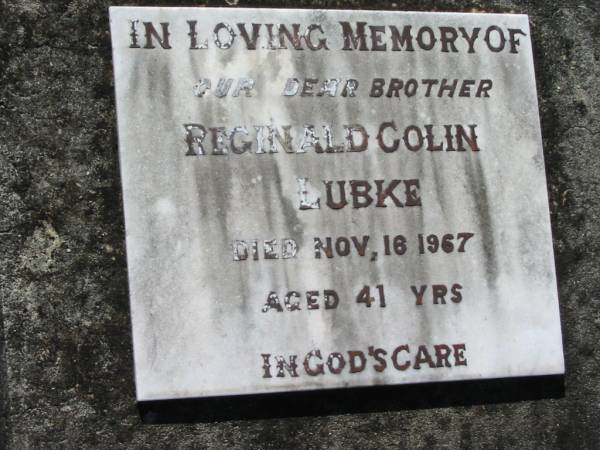 IN LOVING MEMORY OF
OUR DEAR BROTHER
REGINALD COLIN
LUBKE
DIED NOV, 16 1967
AGED 41 YRS
IN GOD'S CARE